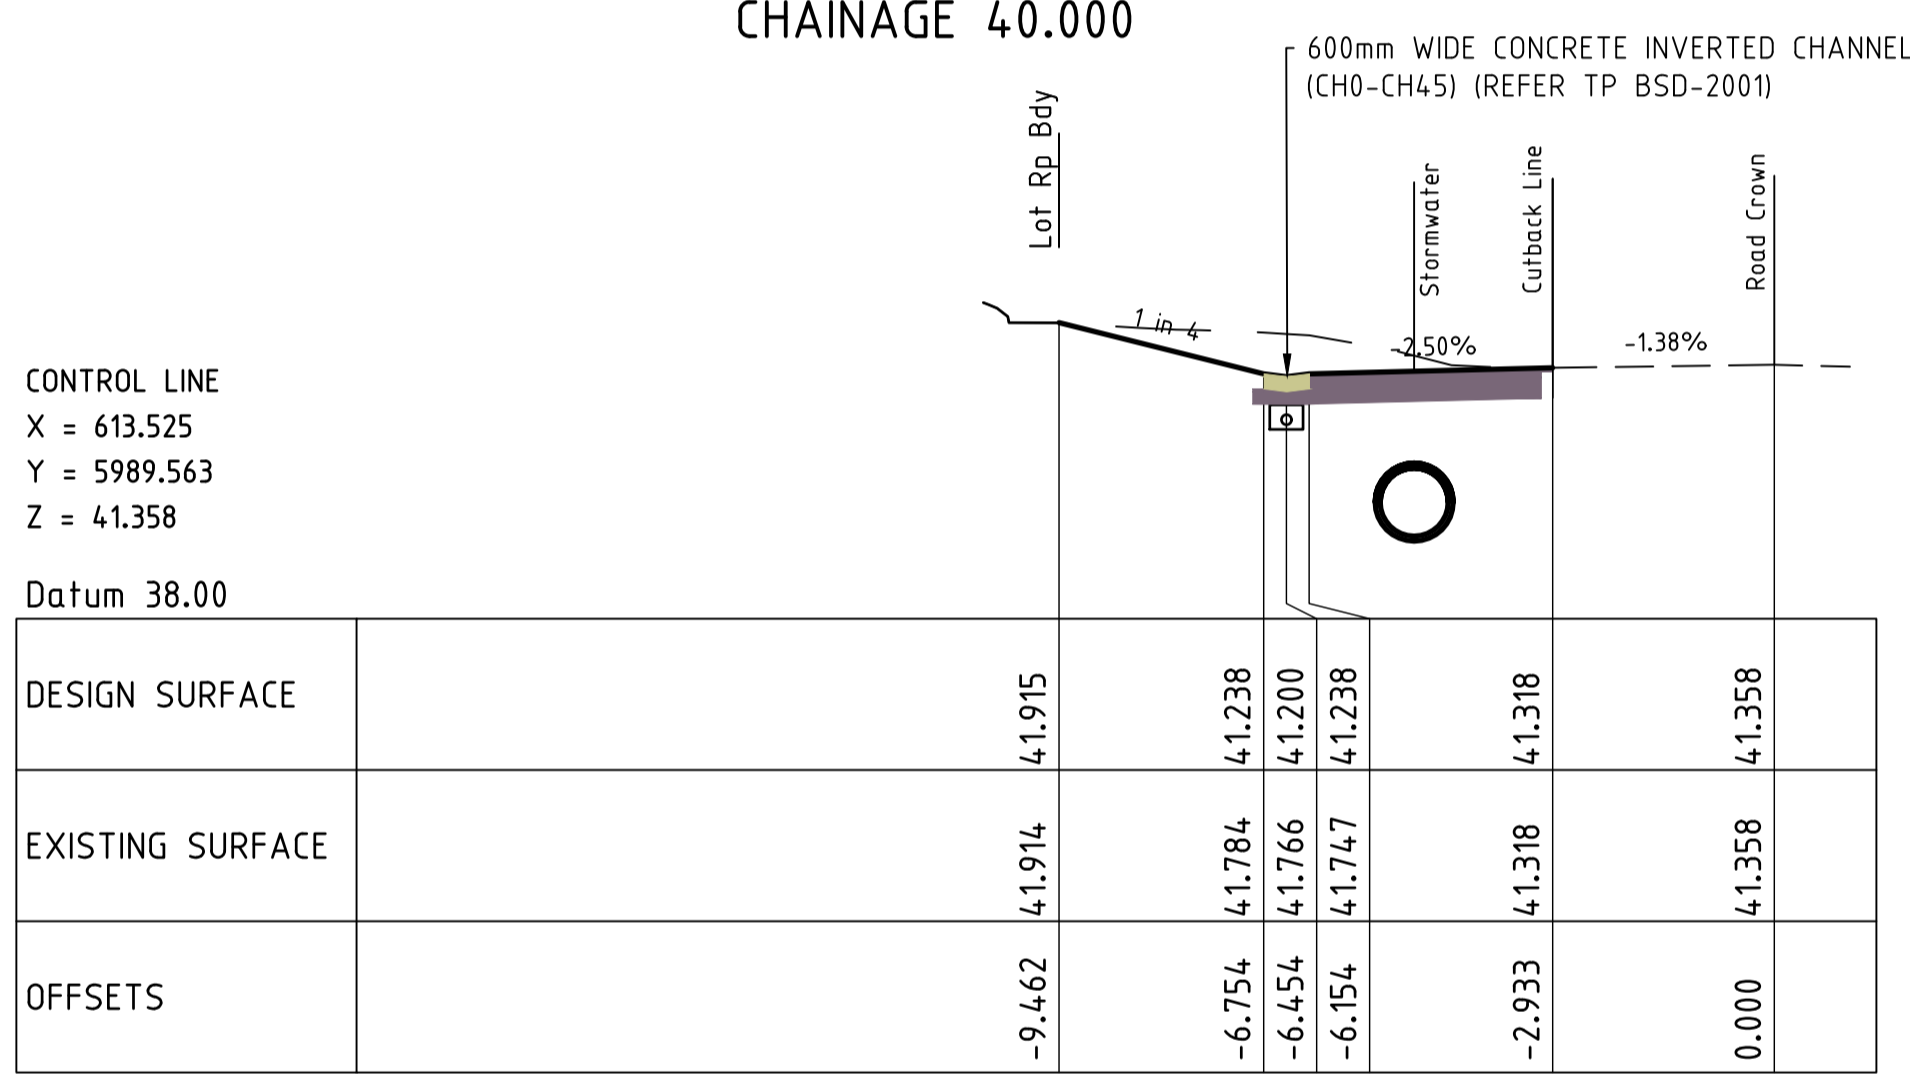 CHAINAGE 40.000
600mm WIDE CONCRETE INVERTED CHANNEL
(CH0-CH45) (REFER TP BSD-2001)
Lot Rp Bdy
Stormwater
Cutback Line
Road Crown
1 in 4
-2.50%
-1.38%
CONTROL LINE
X = 613.525
Y = 5989.563
Z = 41.358
Datum 38.00
DESIGN SURFACE 41.915 41.238 41.200 41.238 41.318 41.358
EXISTING SURFACE 41.914 41.784 41.766 41.747 41.318 41.358
OFFSETS -9.462 -6.754 -6.454 -6.154 -2.933 0.000